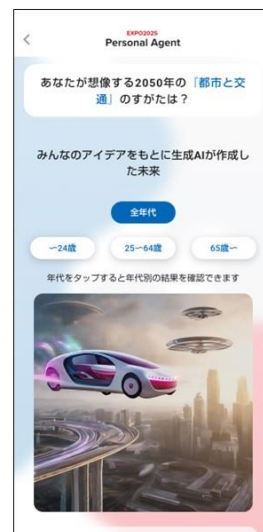 EXPO2025
Personal Agent
あなたが想像する2050年の「都市と交
通」のすがたは？
みんなのアイデアをもとに生成AIが作成し
た未来
全年代
〜24歳
25〜64歳
65歳〜
年代をタップすると年代別の結果を確認できます